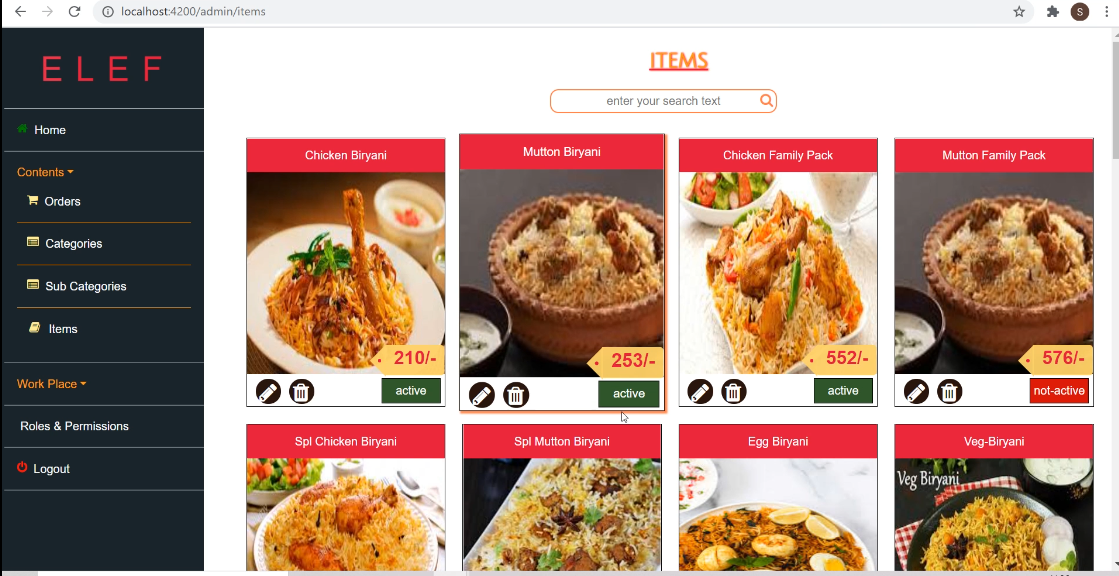 localhost:4200/admin/items
S
E L E F
Home
Contents
Orders
Categories
Sub Categories
Items
Work Place
Roles & Permissions
Logout
ITEMS
enter your search text
Chicken Biryani
210/-
active
Mutton Biryani
253/-
active
Chicken Family Pack
552/-
active
Mutton Family Pack
576/-
not-active
Spl Chicken Biryani
Spl Mutton Biryani
Egg Biryani
Veg-Biryani
Veg Biryani